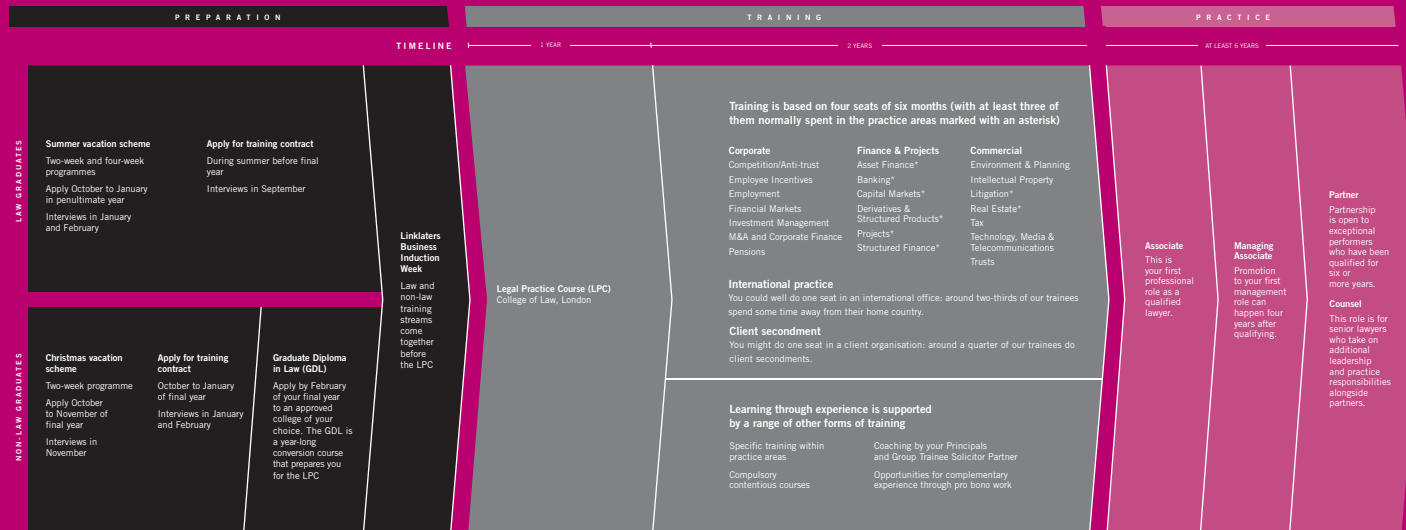 PREPARATION
TRAINING
PRACTICE
TIMELINE
1 YEAR
2 YEARS
AT LEAST 6 YEARS
LAW GRADUATES
Summer vacation scheme
Two-week and four-week
programmes
Apply October to January
in penultimate year
Interviews in January
and February
Apply for training contract
During summer before final
year
Interviews in September
NON-LAW GRADUATES
Christmas vacation
scheme
Two-week programme
Apply October
to November of
final year
Interviews in
November
Apply for training
contract
October to January
of final year
Interviews in January
and February
Graduate Diploma
in Law (GDL)
Apply by February
of your final year
to an approved
college of your
choice. The GDL is
a year-long
conversion course
that prepares you
for the LPC
Linklaters
Business
Induction
Week
Law and
non-law
training
streams
come
together
before
the LPC
Legal Practice Course (LPC)
College of Law, London
Training is based on four seats of six months (with at least three of
them normally spent in the practice areas marked with an asterisk)
Corporate
Competition/Anti-trust
Employee Incentives
Employment
Financial Markets
Investment Management
M&A and Corporate Finance
Pensions
Finance & Projects
Asset Finance*
Banking*
Capital Markets*
Derivatives &
Structured Products*
Projects*
Structured Finance*
Commercial
Environment & Planning
Intellectual Property
Litigation*
Real Estate*
Tax
Technology, Media &
Telecommunications
Trusts
International practice
You could well do one seat in an international office: around two-thirds of our trainees
spend some time away from their home country.
Client secondment
You might do one seat in a client organisation: around a quarter of our trainees do
client secondments.
Learning through experience is supported
by a range of other forms of training
Specific training within
practice areas
Compulsory
contentious courses
Coaching by your Principals
and Group Trainee Solicitor Partner
Opportunities for complementary
experience through pro bono work
Associate
This is
your first
professional
role as a
qualified
lawyer.
Managing
Associate
Promotion
to your first
management
role can
happen four
years after
qualifying.
Partner
Partnership
is open to
exceptional
performers
who have been
qualified for
six or
more years.
Counsel
This role is for
senior lawyers
who take on
additional
leadership
and practice
responsibilities
alongside
partners.